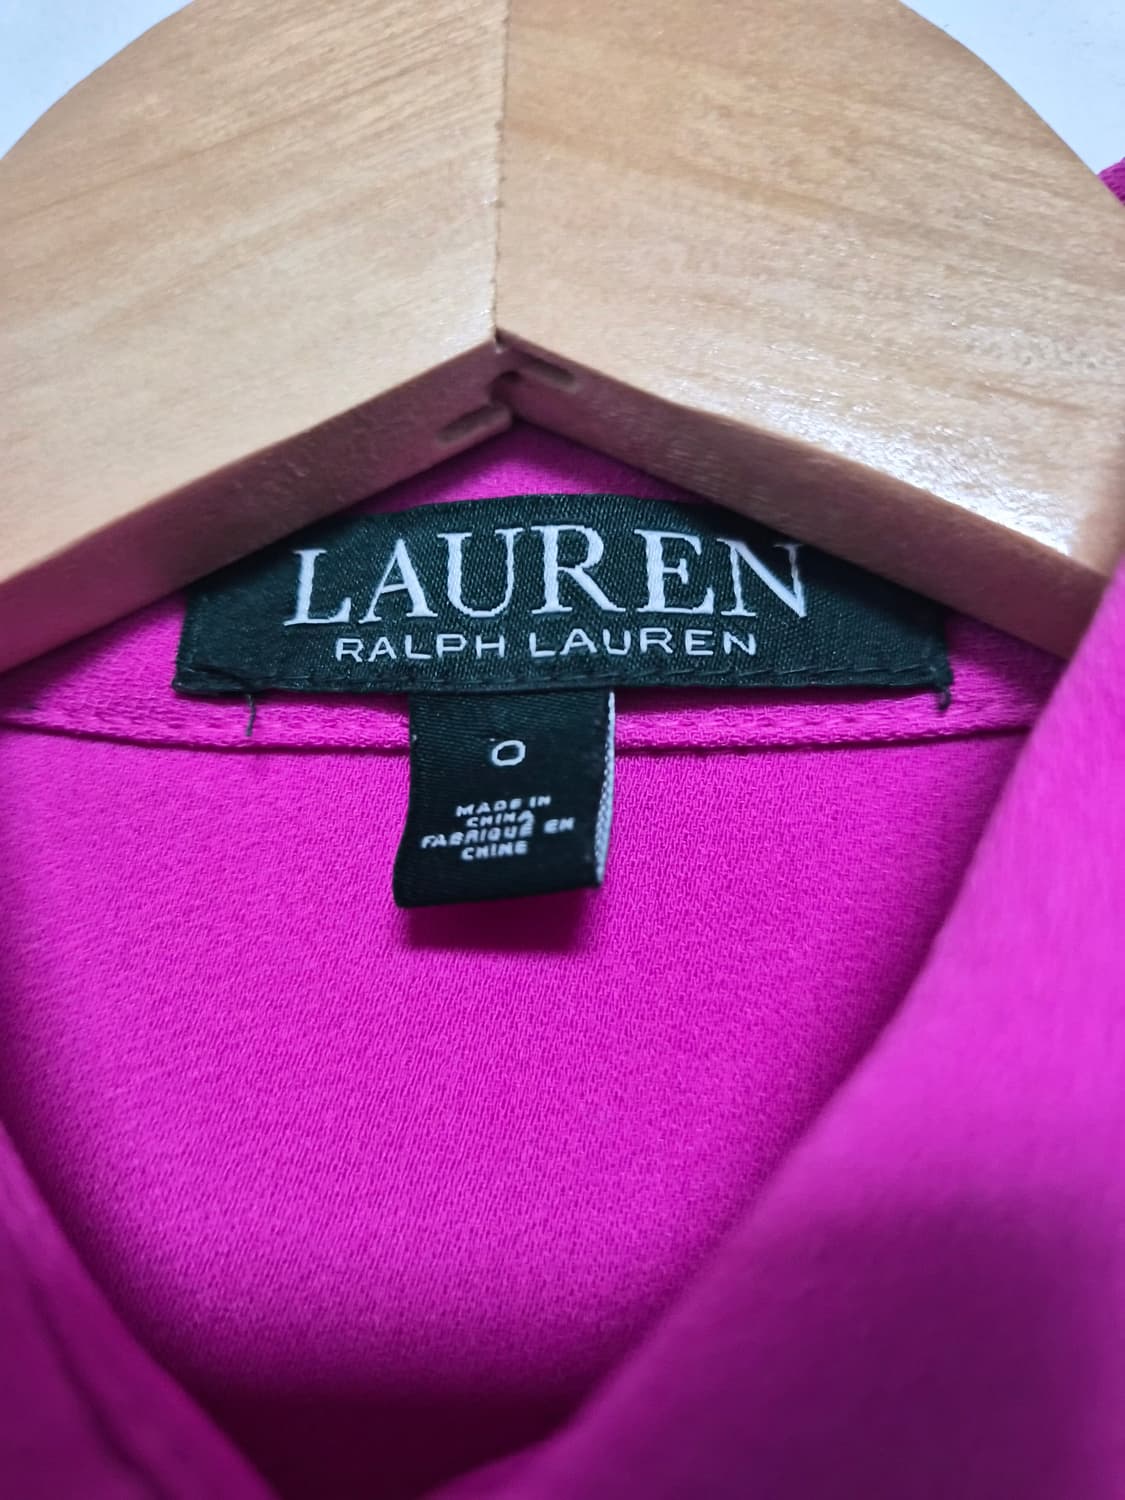 LAUREN
RALPH LAUREN
0
MADE IN
CHINA
FABRIQUÉ EN
CHINE